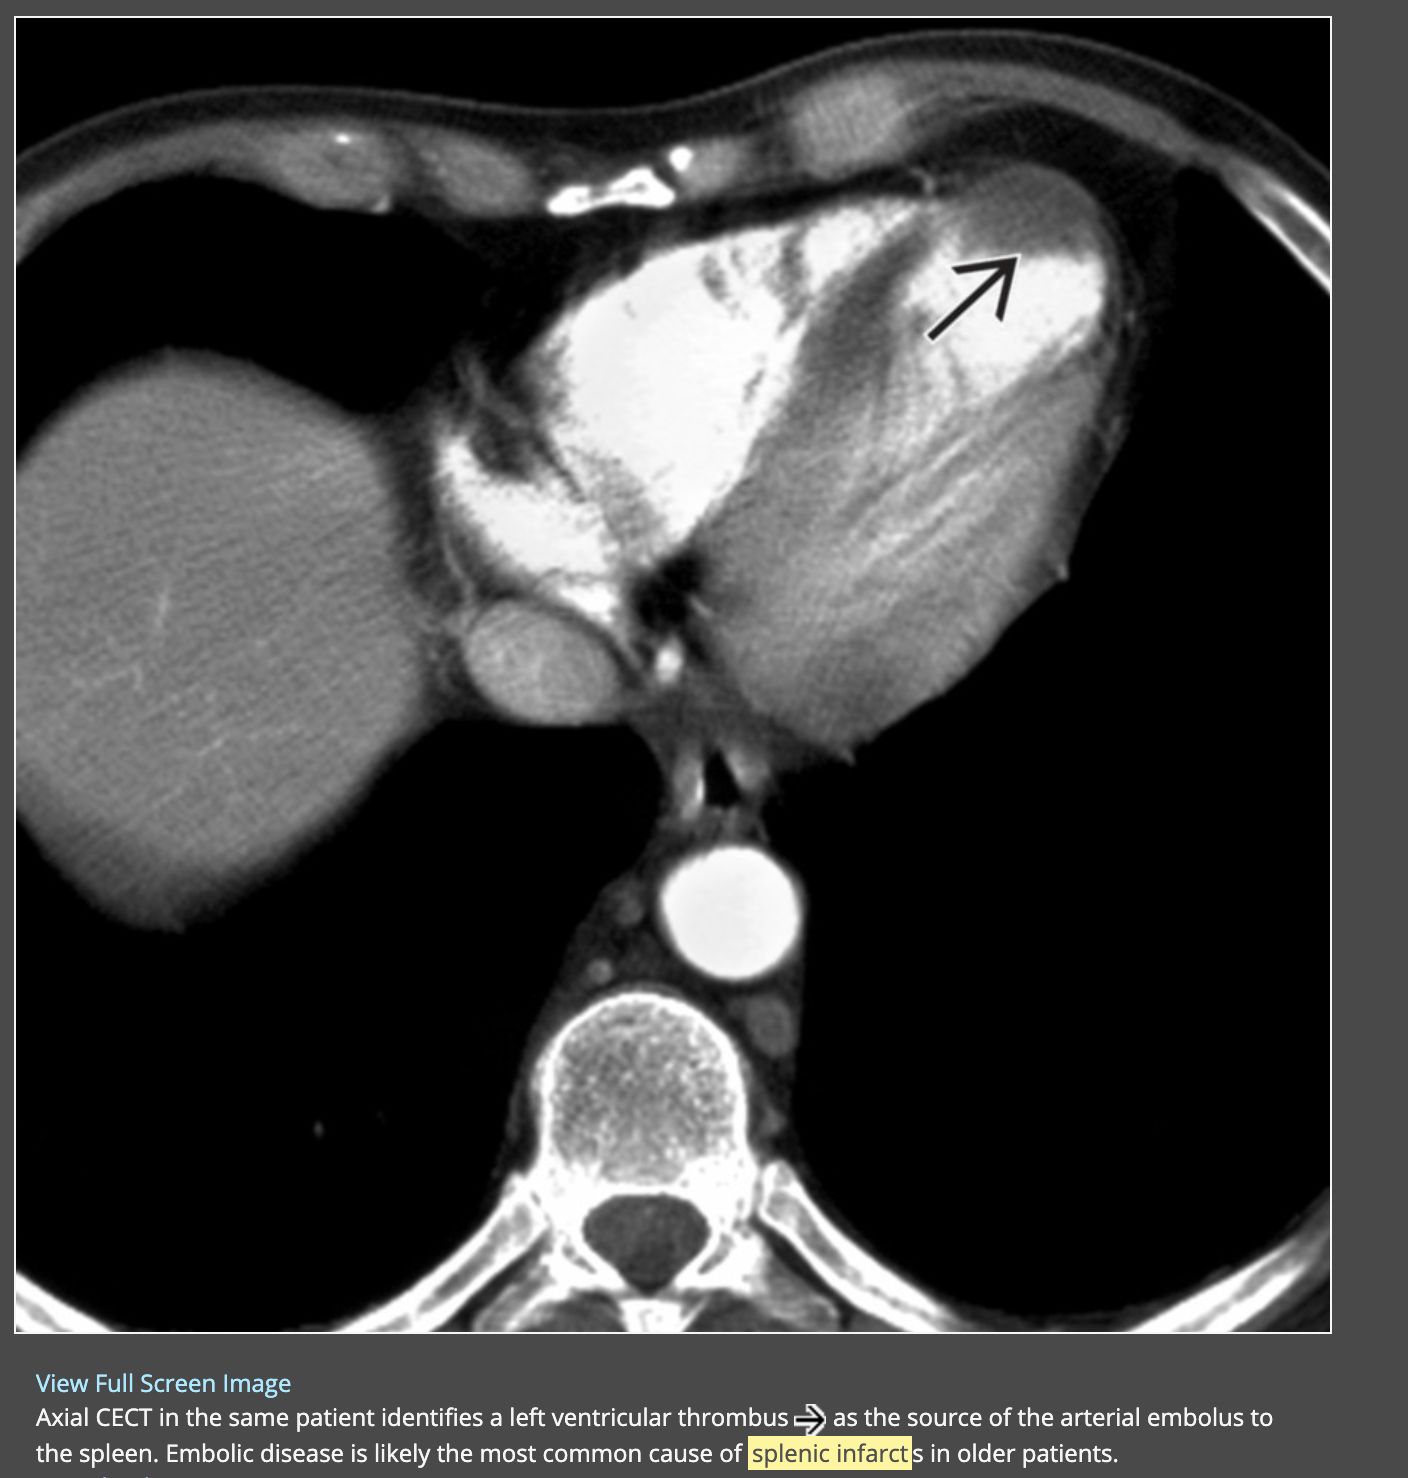 View Full Screen Image
Axial CECT in the same patient identifies a left ventricular thrombus as the source of the arterial embolus to
the spleen. Embolic disease is likely the most common cause of splenic infarcts in older patients.